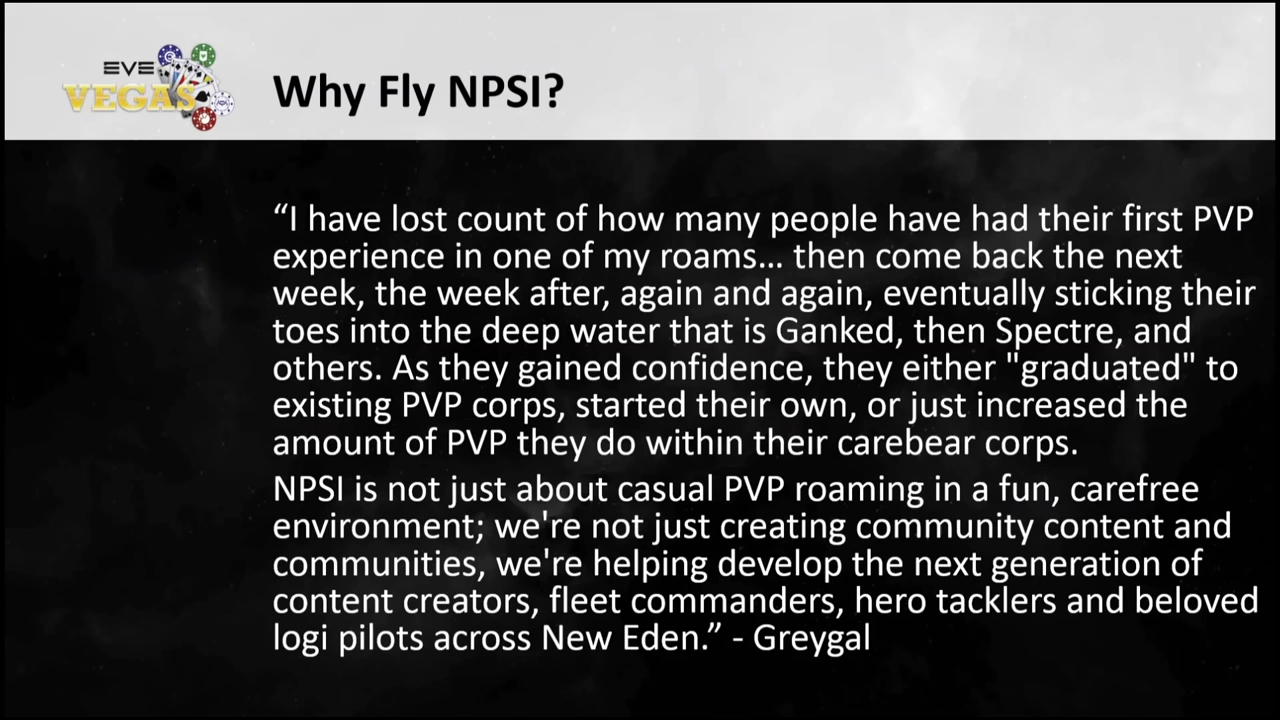 EVE
VEGAS
Why Fly NPSI?
“I have lost count of how many people have had their first PVP
experience in one of my roams… then come back the next
week, the week after, again and again, eventually sticking their
toes into the deep water that is Ganked, then Spectre, and
others. As they gained confidence, they either "graduated" to
existing PVP corps, started their own, or just increased the
amount of PVP they do within their carebear corps.
NPSI is not just about casual PVP roaming in a fun, carefree
environment; we're not just creating community content and
communities, we're helping develop the next generation of
content creators, fleet commanders, hero tacklers and beloved
logi pilots across New Eden.” - Greygal